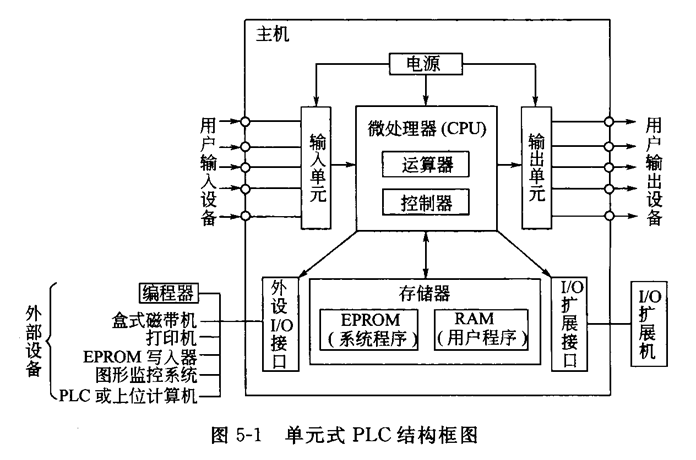 主机
电源
用户输入设备
输入单元
微处理器(CPU)
运算器
控制器
输出单元
用户输出设备
外部设备
编程器
盒式磁带机
打印机
EPROM 写入器
图形监控系统
PLC 或上位计算机
外设I/O接口
存储器
EPROM
(系统程序)
RAM
(用户程序)
I/O扩展接口
I/O扩展机
图 5-1 单元式 PLC 结构框图